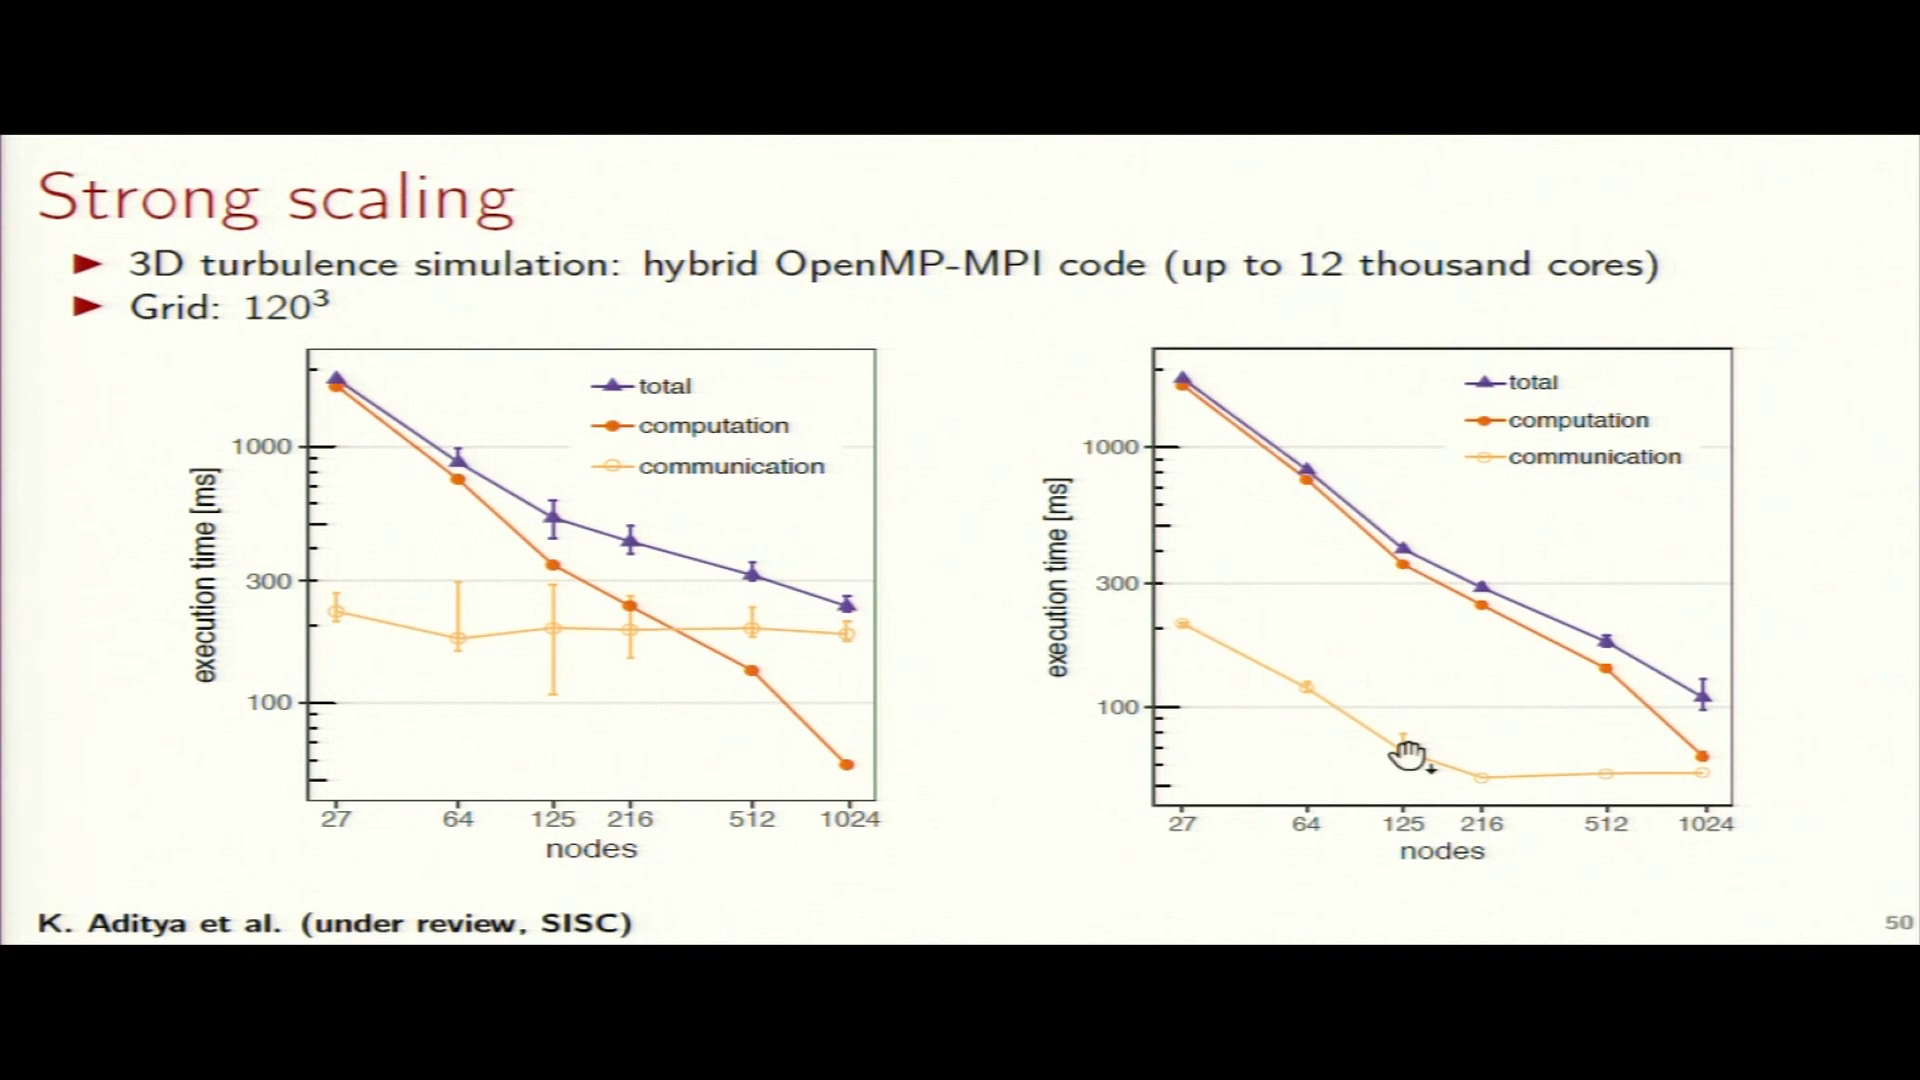 Strong scaling
► 3D turbulence simulation: hybrid OpenMP-MPI code (up to 12 thousand cores)
► Grid: 120³
total
computation
communication
1000
300
100
execution time [ms]
27 64 125 216 512 1024
nodes
total
computation
communication
1000
300
100
execution time [ms]
27 64 125 216 512 1024
nodes
K. Aditya et al. (under review, SISC)
50